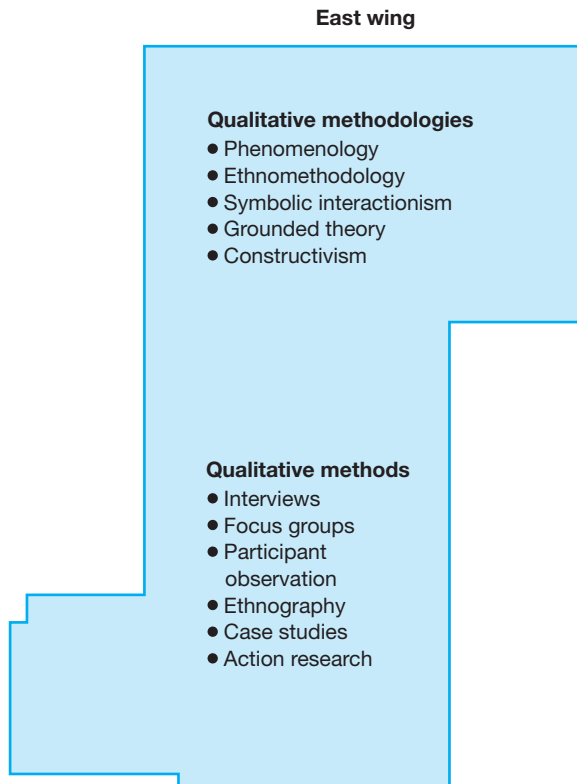 East wing
Qualitative methodologies
● Phenomenology
● Ethnomethodology
● Symbolic interactionism
● Grounded theory
● Constructivism
Qualitative methods
● Interviews
● Focus groups
● Participant
observation
● Ethnography
● Case studies
● Action research